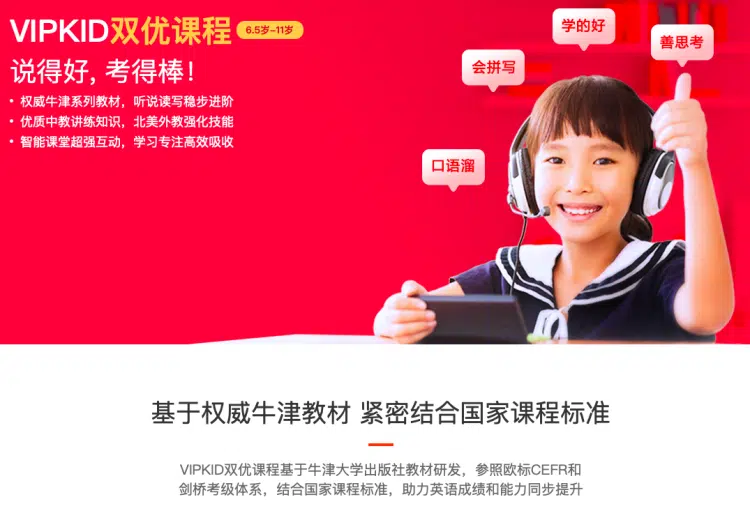 VIPKID双优课程 6.5岁~11岁
说得好, 考得棒!
• 权威牛津系列教材，听说读写稳步进阶
• 优质中教讲练知识，北美外教强化技能
• 智能课堂超强互动，学习专注高效吸收
学的好
善思考
会拼写
口语溜
基于权威牛津教材 紧密结合国家课程标准
VIPKID双优课程基于牛津大学出版社教材研发，参照欧标CEFR和
剑桥考级体系，结合国家课程标准，助力英语成绩和能力同步提升